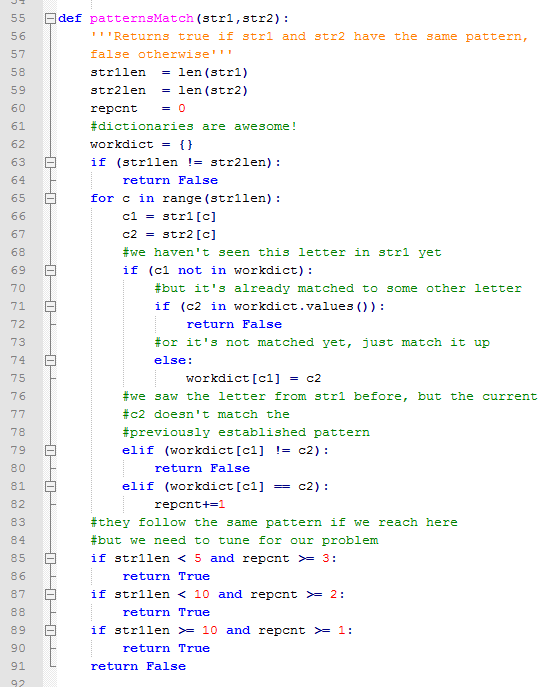 55 def patternsMatch(str1,str2):
56 '''Returns true if str1 and str2 have the same pattern,
57 false otherwise'''
58 str1len = len(str1)
59 str2len = len(str2)
60 repcnt = 0
61 #dictionaries are awesome!
62 workdict = {}
63 if (str1len != str2len):
64 return False
65 for c in range(str1len):
66 c1 = str1[c]
67 c2 = str2[c]
68 #we haven't seen this letter in str1 yet
69 if (c1 not in workdict):
70 #but it's already matched to some other letter
71 if (c2 in workdict.values()):
72 return False
73 #or it's not matched yet, just match it up
74 else:
75 workdict[c1] = c2
76 #we saw the letter from str1 before, but the current
77 #c2 doesn't match the
78 #previously established pattern
79 elif (workdict[c1] != c2):
80 return False
81 elif (workdict[c1] == c2):
82 repcnt+=1
83 #they follow the same pattern if we reach here
84 #but we need to tune for our problem
85 if str1len < 5 and repcnt >= 3:
86 return True
87 if str1len < 10 and repcnt >= 2:
88 return True
89 if str1len >= 10 and repcnt >= 1:
90 return True
91 return False
92